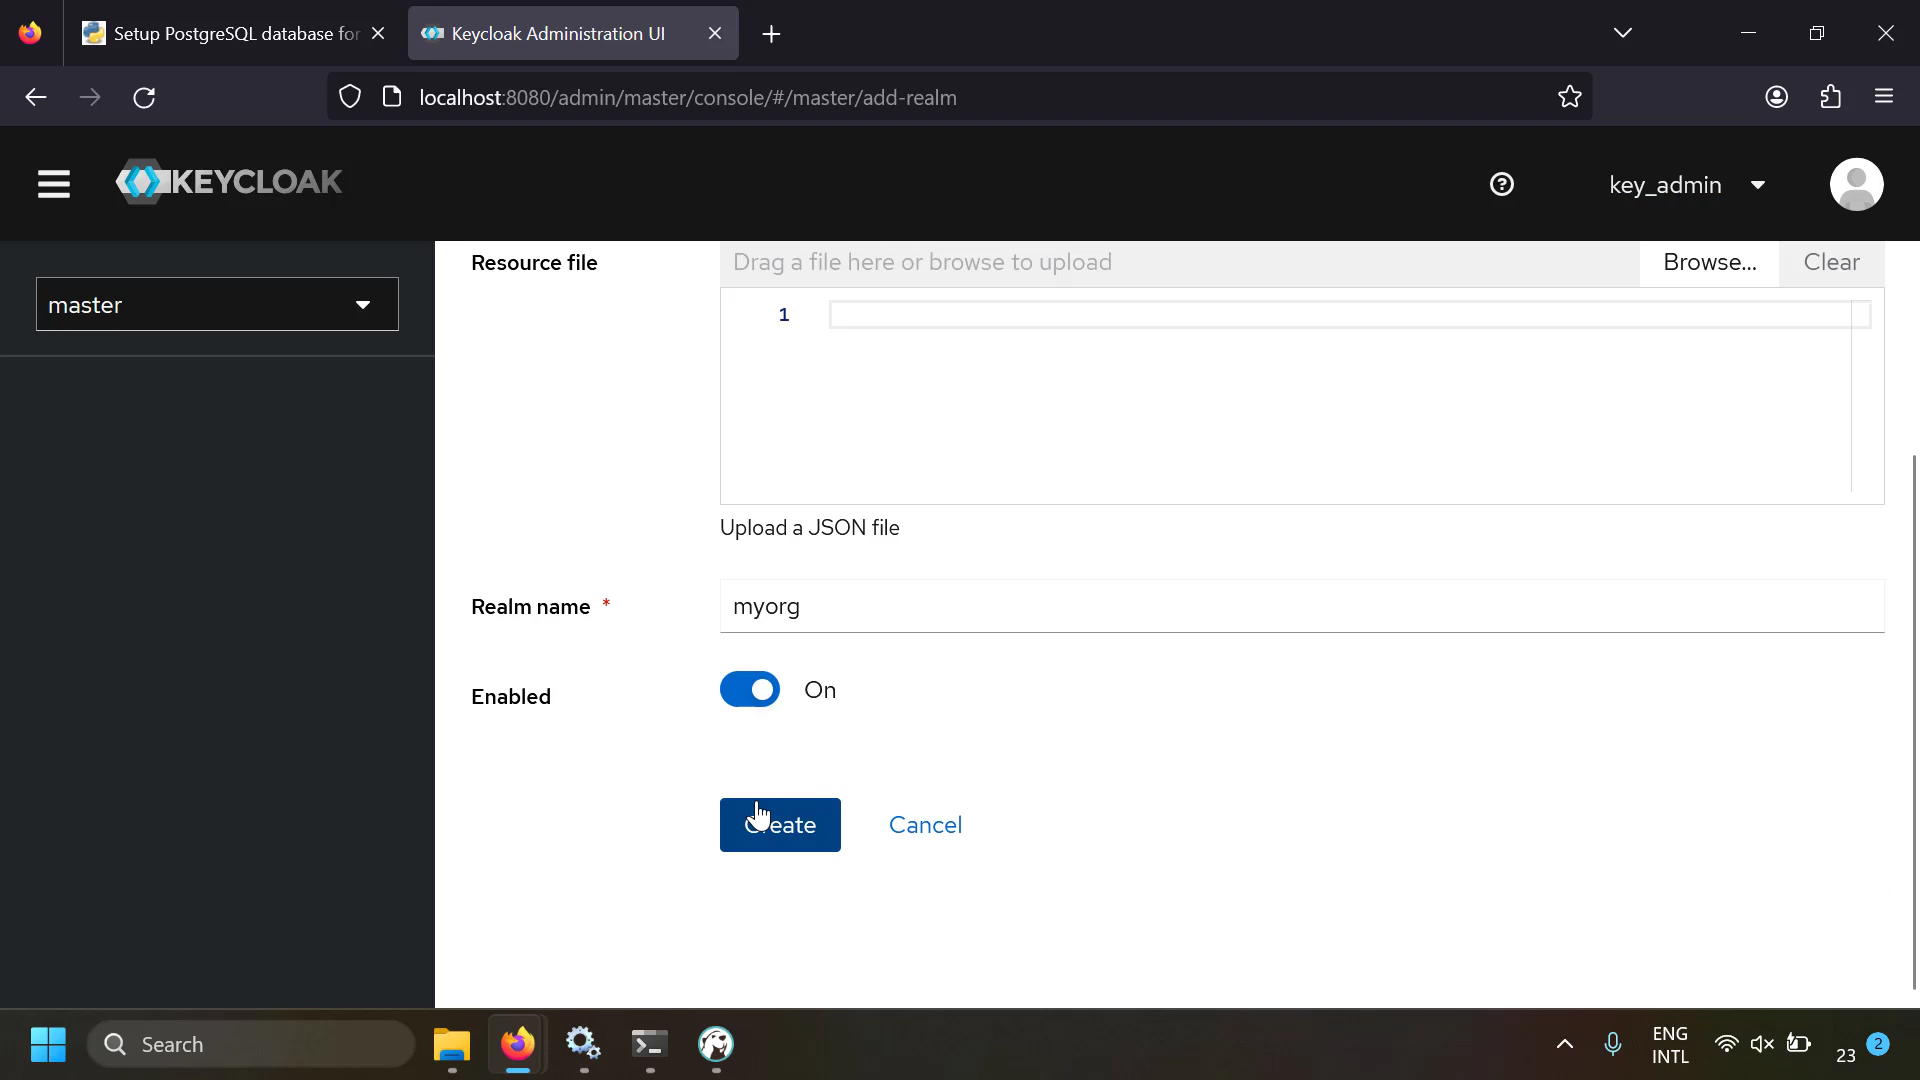 Setup PostgreSQL database for
Keycloak Administration UI
localhost:8080/admin/master/console/#/master/add-realm
KEYCLOAK
key_admin
master
Resource file
Drag a file here or browse to upload
Browse...
Clear
1
Upload a JSON file
Realm name *
myorg
Enabled
On
Create
Cancel
Search
ENG
INTL
23
2